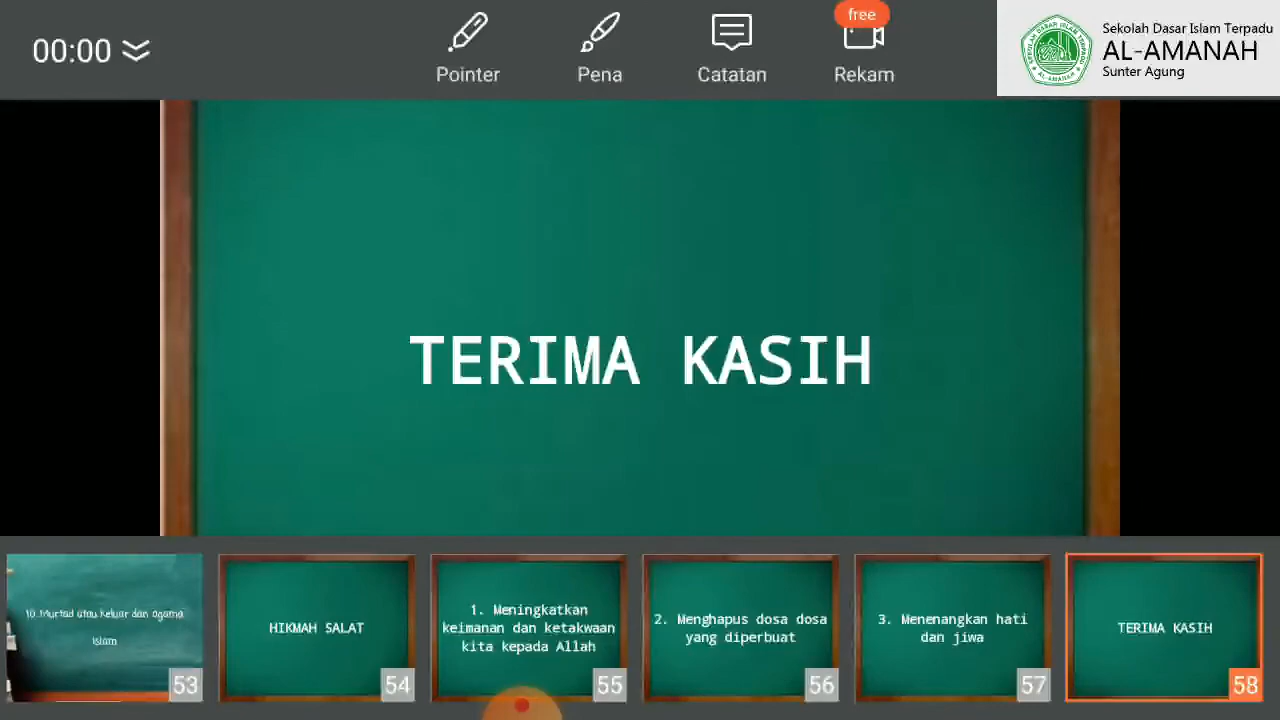 00:00
Pointer
Pena
Catatan
free
Rekam
Sekolah Dasar Islam Terpadu
AL-AMANAH
Sunter Agung
TERIMA KASIH
10. Murtad atau keluar dari agama
Islam
53
HIKMAH SALAT
54
1. Meningkatkan
keimanan dan ketakwaan
kita kepada Allah
55
2. Menghapus dosa dosa
yang diperbuat
56
3. Menenangkan hati
dan jiwa
57
TERIMA KASIH
58